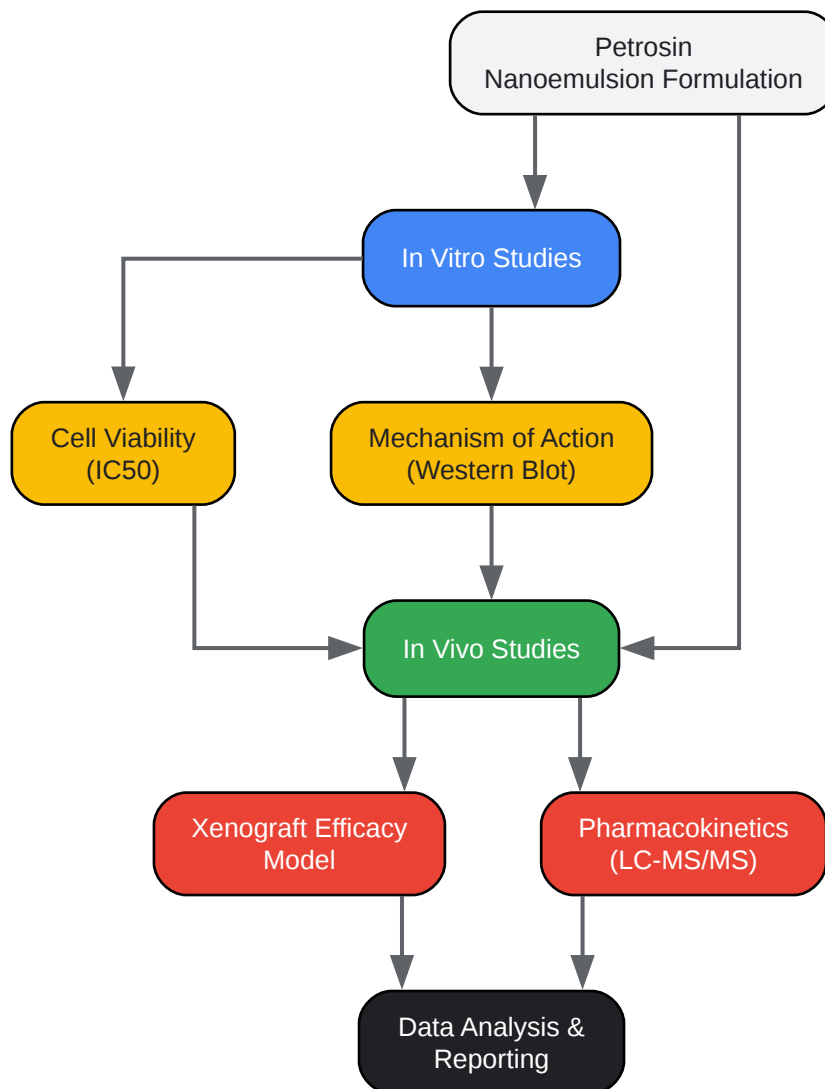 Petrosin
Nanoemulsion Formulation
In Vitro Studies
Cell Viability
(IC50)
Mechanism of Action
(Western Blot)
In Vivo Studies
Xenograft Efficacy
Model
Pharmacokinetics
(LC-MS/MS)
Data Analysis &
Reporting